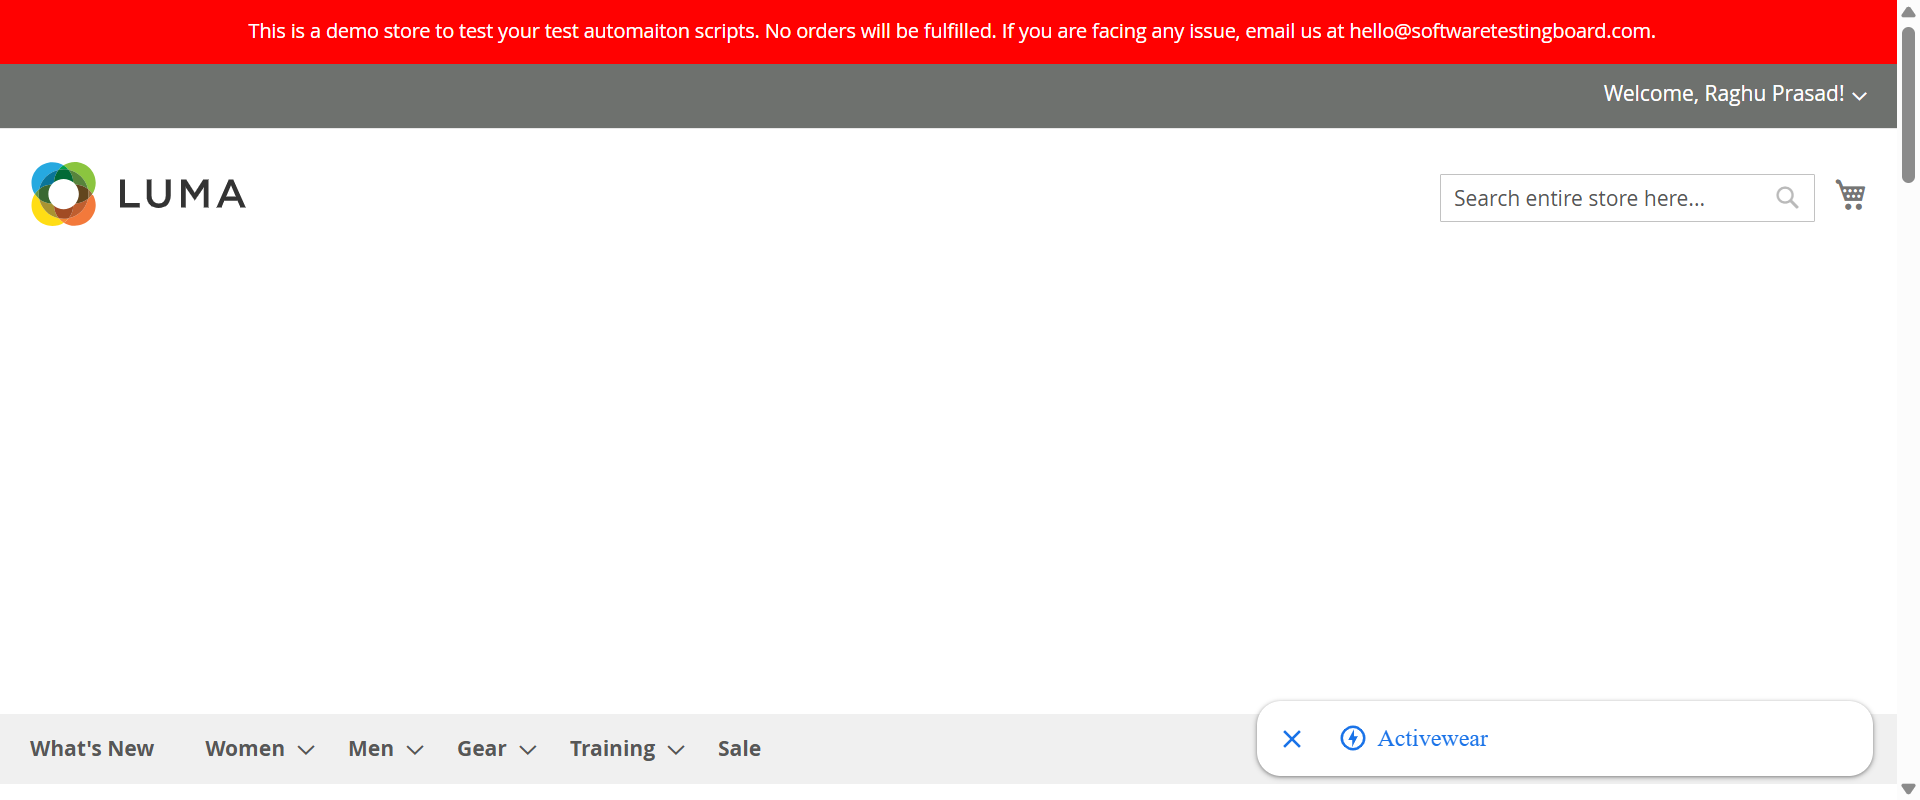 This is a demo store to test your test automaiton scripts. No orders will be fulfilled. If you are facing any issue, email us at hello@softwaretestingboard.com.
Welcome, Raghu Prasad!
LUMA
Search entire store here...
What's New Women Men Gear Training Sale
Activewear